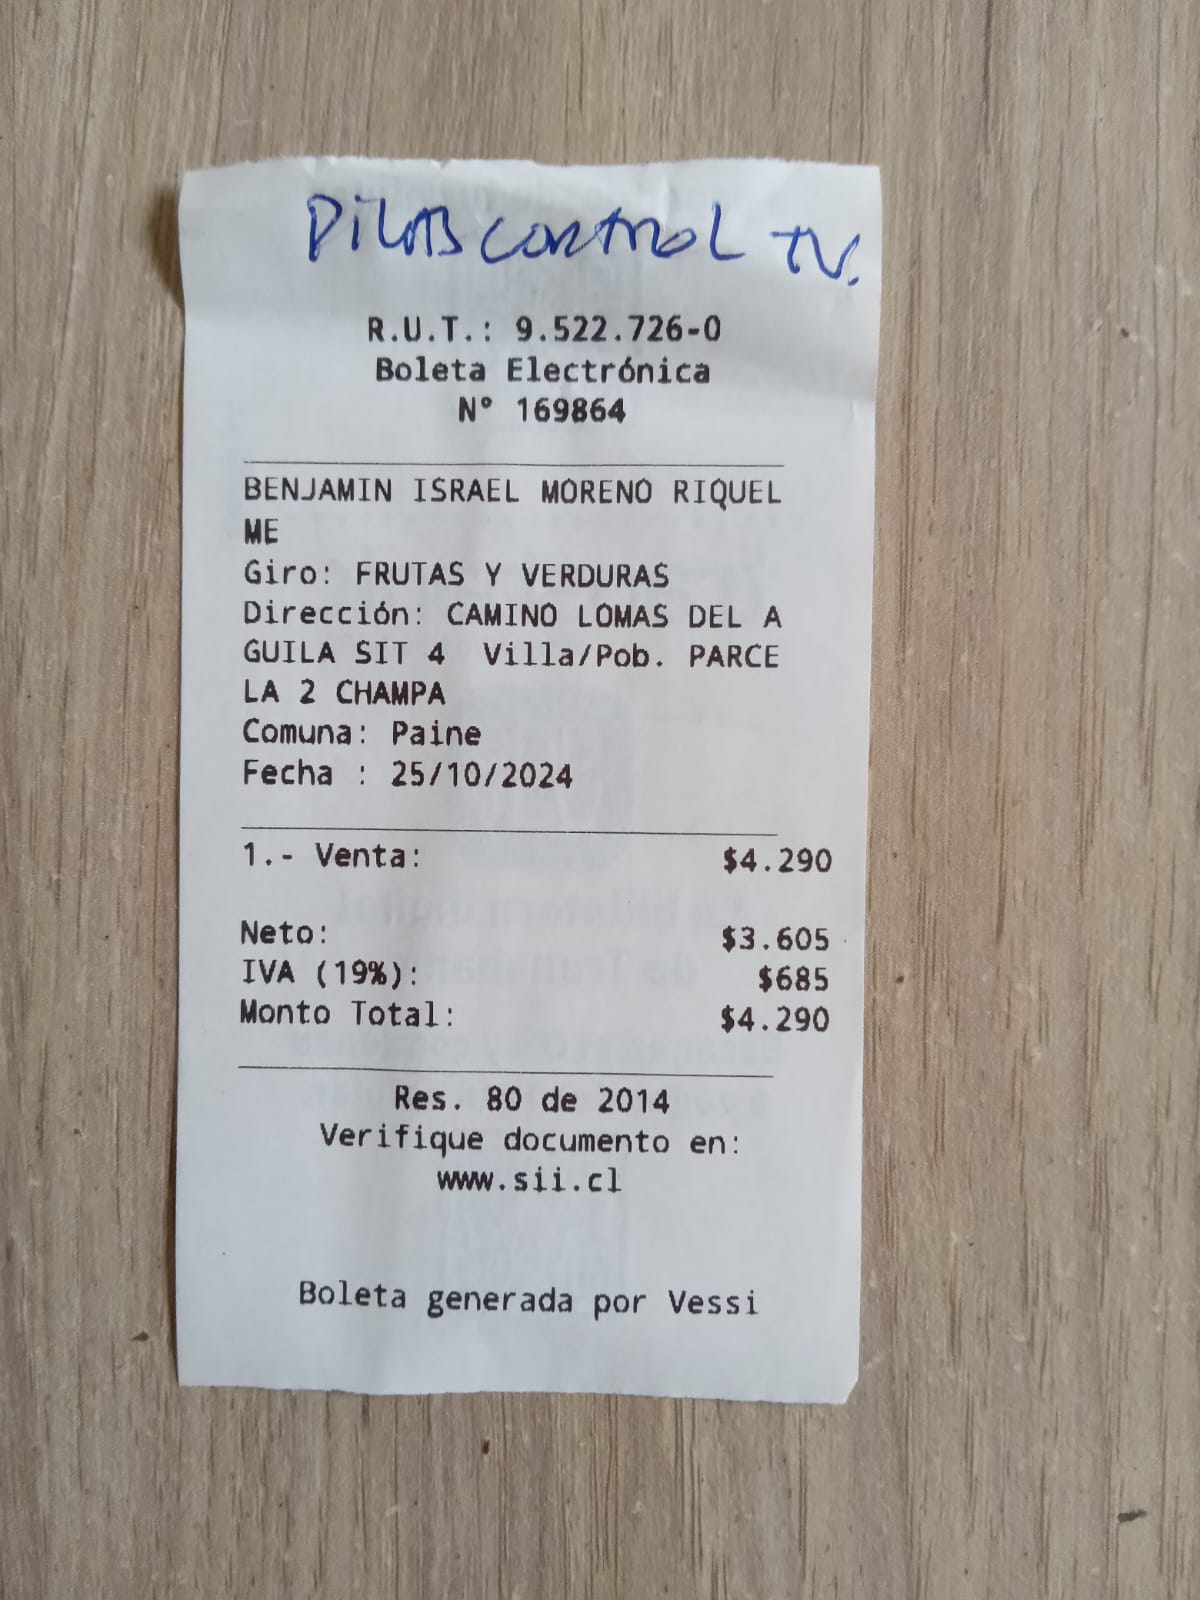 Pilas control TV.
R.U.T.: 9.522.726-0
Boleta Electrónica
N° 169864
BENJAMIN ISRAEL MORENO RIQUEL
ME
Giro: FRUTAS Y VERDURAS
Dirección: CAMINO LOMAS DEL A
GUILA SIT 4 Villa/Pob. PARCE
LA 2 CHAMPA
Comuna: Paine
Fecha : 25/10/2024
1.- Venta: $4.290
Neto: $3.605
IVA (19%): $685
Monto Total: $4.290
Res. 80 de 2014
Verifique documento en:
www.sii.cl
Boleta generada por Vessi